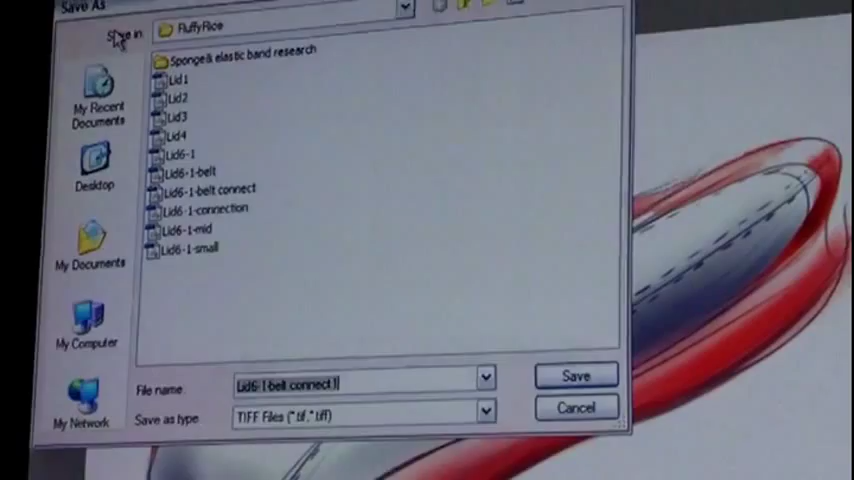 Save As
Save in
FluffyRice
Sponge& elastic band research
Lid1
Lid2
Lid3
Lid4
Lid6-1
Lid6-1-belt
Lid6-1-belt connect
Lid6-1-connection
Lid6-1-mid
Lid6-1-small
My Recent
Documents
Desktop
My Documents
My Computer
My Network
File name
Lid6-1-belt connect1
Save
Save as type
TIFF Files (*.tif,*.tiff)
Cancel